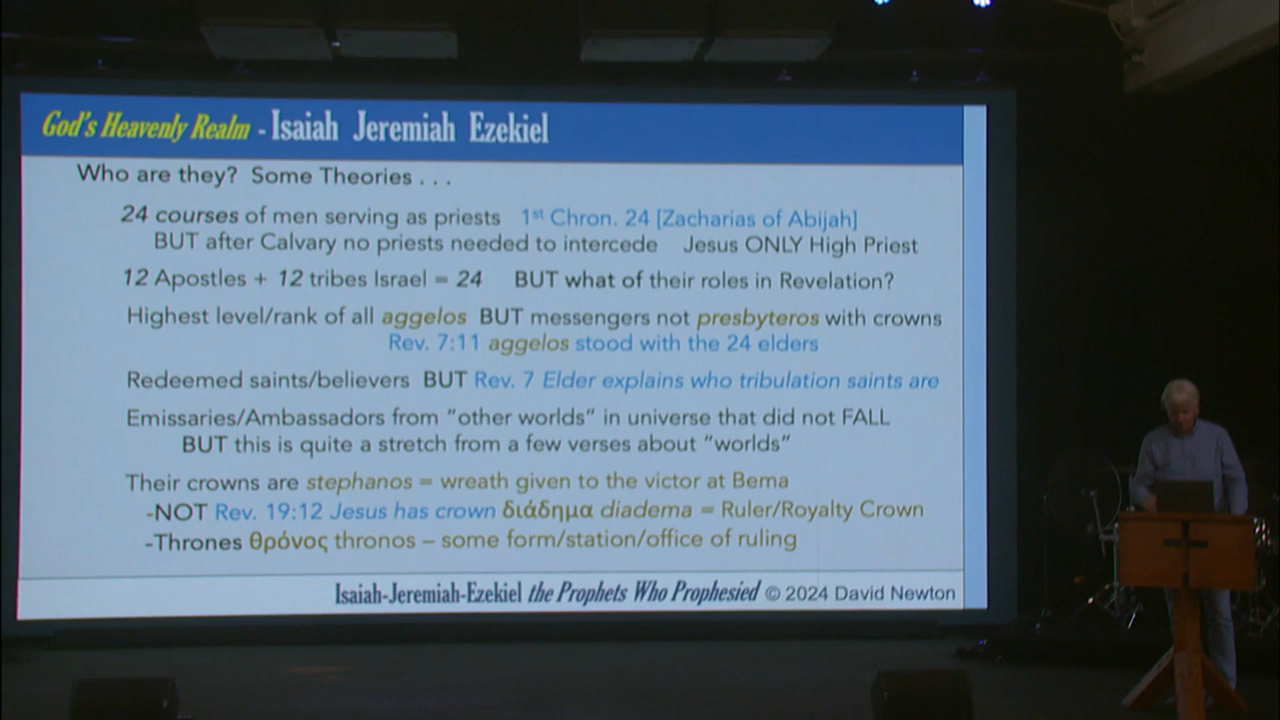 God's Heavenly Realm - Isaiah Jeremiah Ezekiel
Who are they? Some Theories . . .
24 courses of men serving as priests 1st Chron. 24 [Zacharias of Abijah]
BUT after Calvary no priests needed to intercede Jesus ONLY High Priest
12 Apostles + 12 tribes Israel = 24 BUT what of their roles in Revelation?
Highest level/rank of all aggelos BUT messengers not presbyteros with crowns
Rev. 7:11 aggelos stood with the 24 elders
Redeemed saints/believers BUT Rev. 7 Elder explains who tribulation saints are
Emissaries/Ambassadors from "other worlds" in universe that did not FALL
BUT this is quite a stretch from a few verses about "worlds"
Their crowns are stephanos = wreath given to the victor at Bema
-NOT Rev. 19:12 Jesus has crown διάδημα diadema = Ruler/Royalty Crown
-Thrones θρόνος thronos – some form/station/office of ruling
Isaiah-Jeremiah-Ezekiel the Prophets Who Prophesied © 2024 David Newton